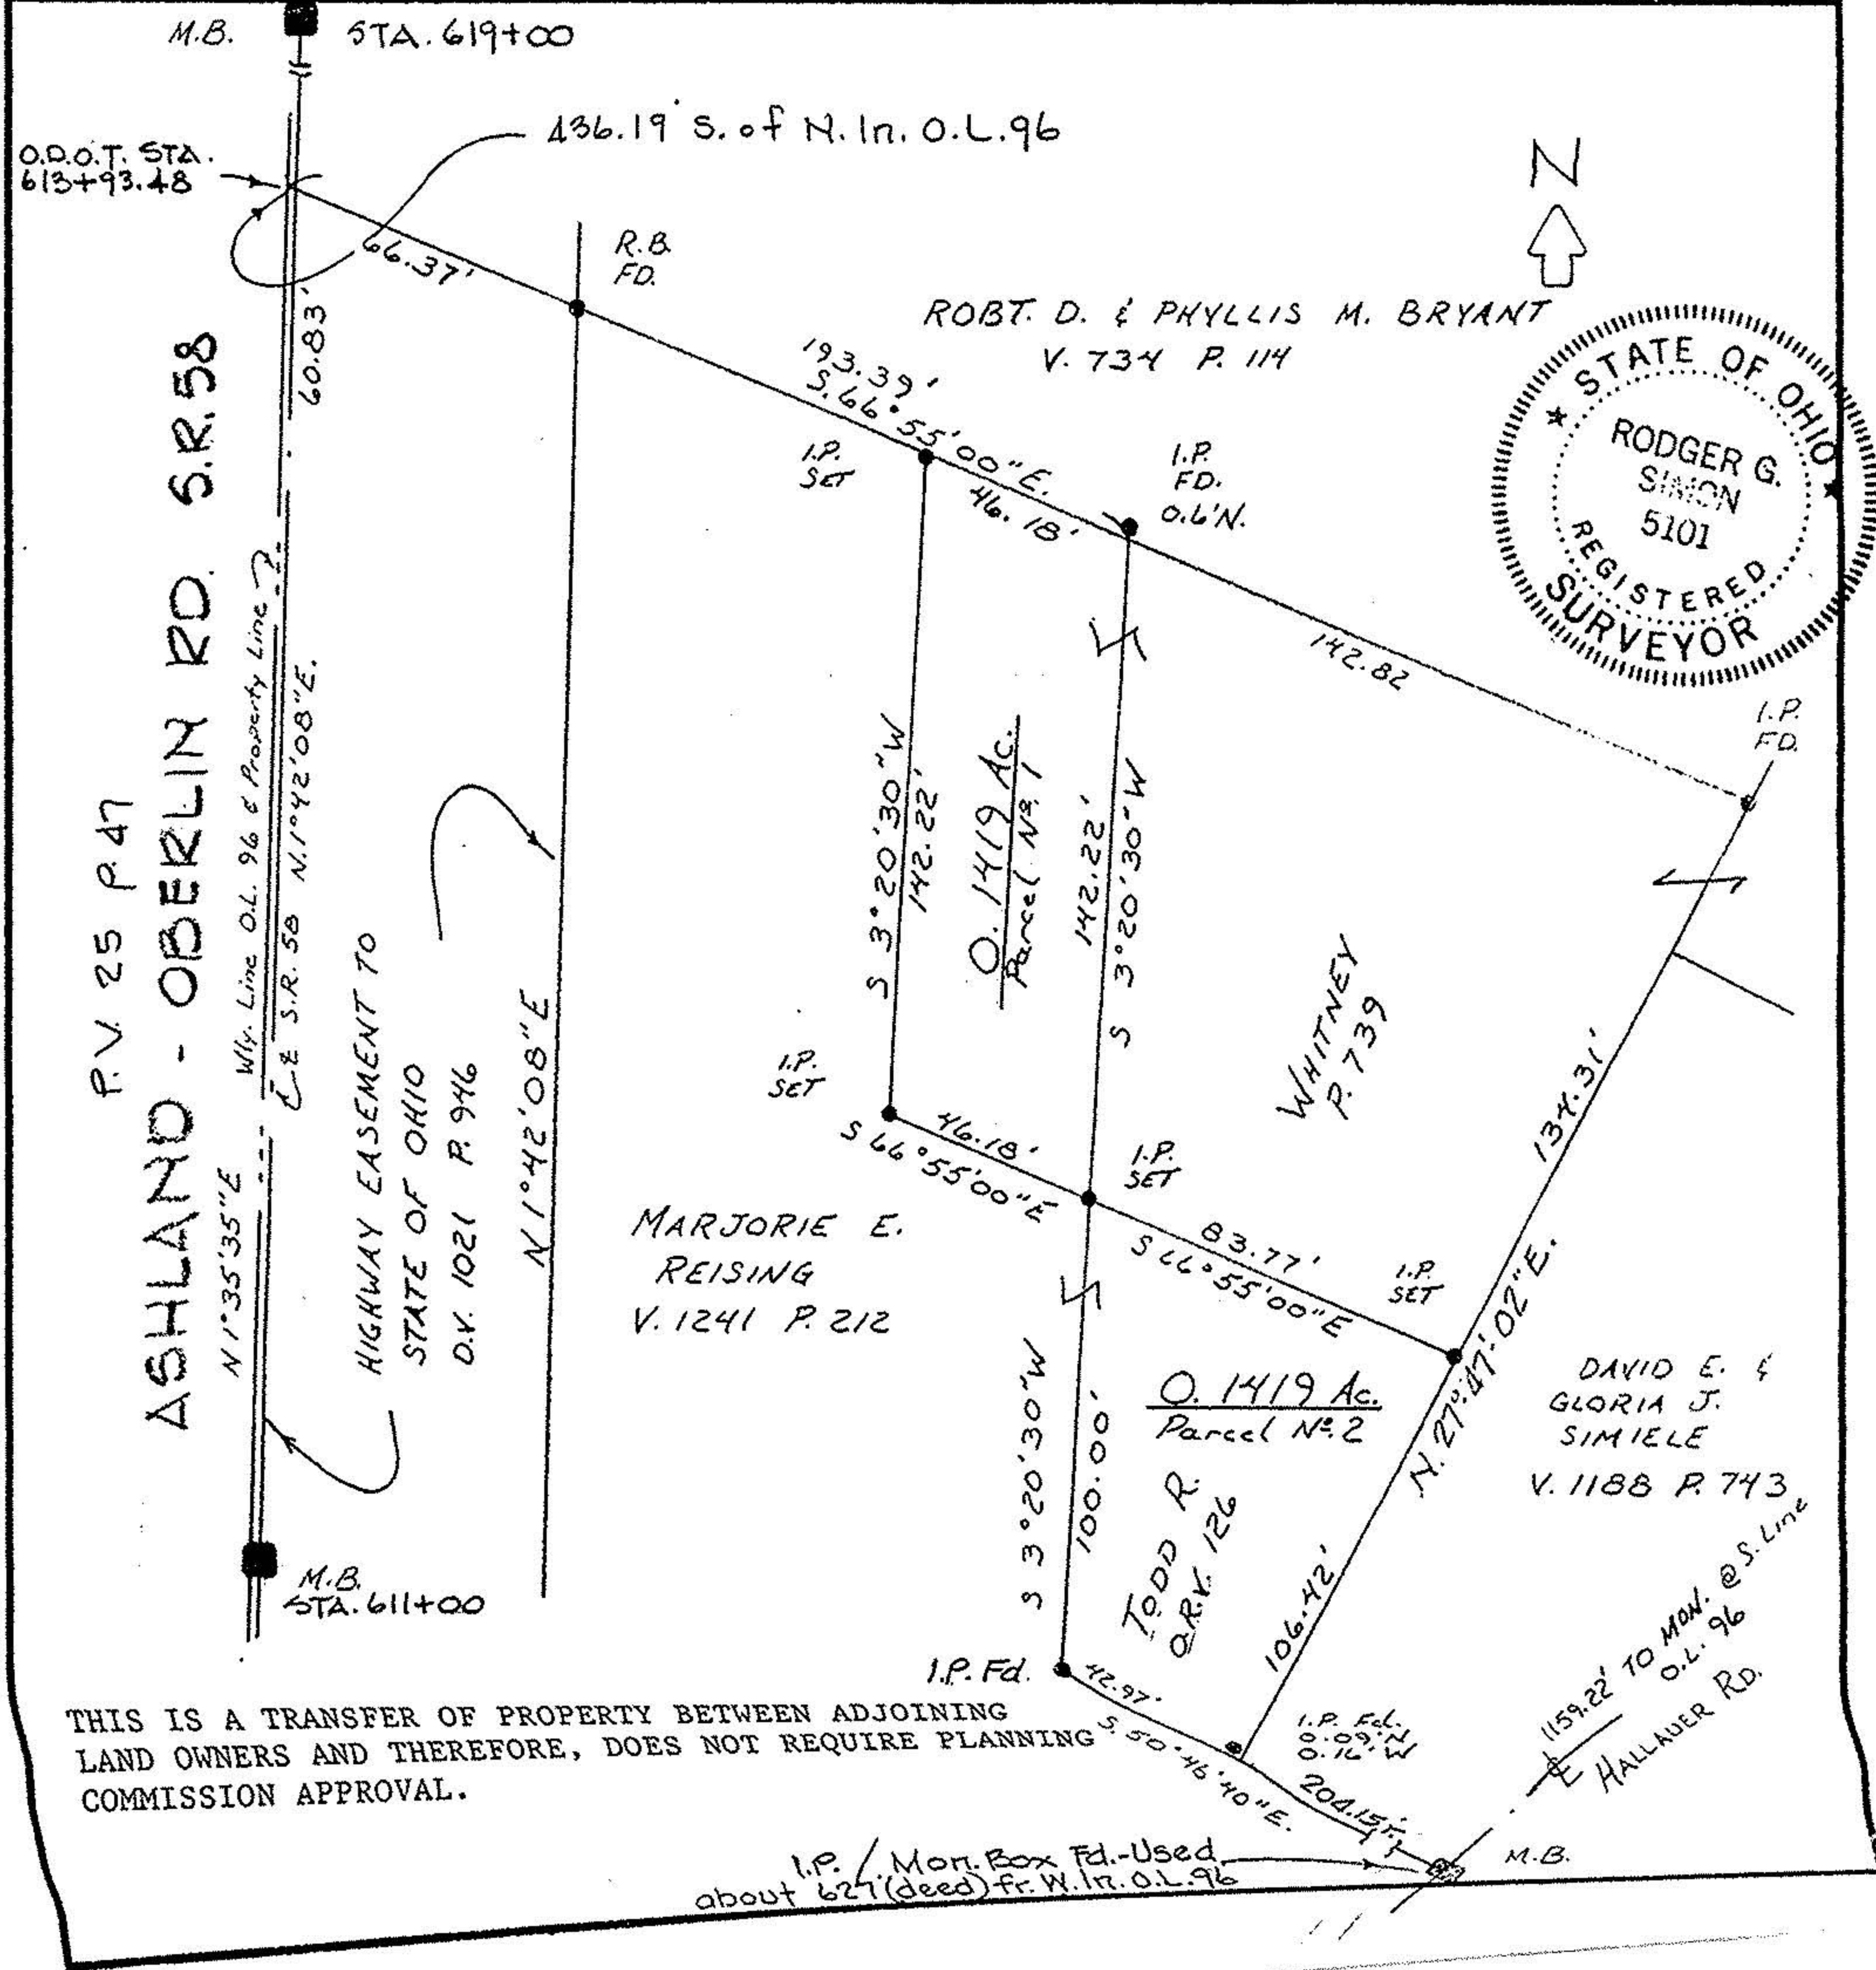 M.B.
STA. 619+00
436.19' S. of N. ln. O.L.96
O.D.O.T. STA.
613+93.48
66.37'
60.83'
R.B.
FD.
N
ROBT. D. & PHYLLIS M. BRYANT
V. 734 P. 114
STATE OF OHIO
RODGER G.
SIMON
5101
REGISTERED
SURVEYOR
193.39'
S. 66°55'00"E.
I.P.
SET
46.18'
I.P.
FD.
0.6'N.
142.82
I.P.
FD.
P.V. 25 P. 47
ASHLAND - OBERLIN RD. S.R. 58
Wly. Line O.L. 96 & Property Line
℄ S.R. 58 N.1°42'08"E.
N 1°35'35"E
HIGHWAY EASEMENT TO
STATE OF OHIO
D.V. 1021 P. 946
N 1°42'08"E
S 3°20'30"W
142.22'
0.1419 Ac.
Parcel Nº. 1
142.22'
S 3°20'30"W
WHITNEY
P. 739
134.31'
I.P.
SET
46.18'
S 66°55'00"E
I.P.
SET
83.77'
S 66°55'00"E
I.P.
SET
N. 27°47'02"E.
MARJORIE E.
REISING
V. 1241 P. 212
S 3°20'30"W
100.00'
0.1419 Ac.
Parcel Nº. 2
TODD R.
O.R.V. 126
106.42'
DAVID E. &
GLORIA J.
SIMIELE
V. 1188 P. 743
M.B.
STA. 611+00
I.P. Fd.
42.97'
S. 50°46'40"E.
I.P. Fd.
0.09'N
0.16'W
204.15'
1159.22' TO MON. @ S. Line
O.L. 96
℄ HALLAUER RD.
THIS IS A TRANSFER OF PROPERTY BETWEEN ADJOINING
LAND OWNERS AND THEREFORE, DOES NOT REQUIRE PLANNING
COMMISSION APPROVAL.
I.P. / Mon. Box Fd.-Used
about 627'(deed) fr. W. ln. O.L.96
M.B.